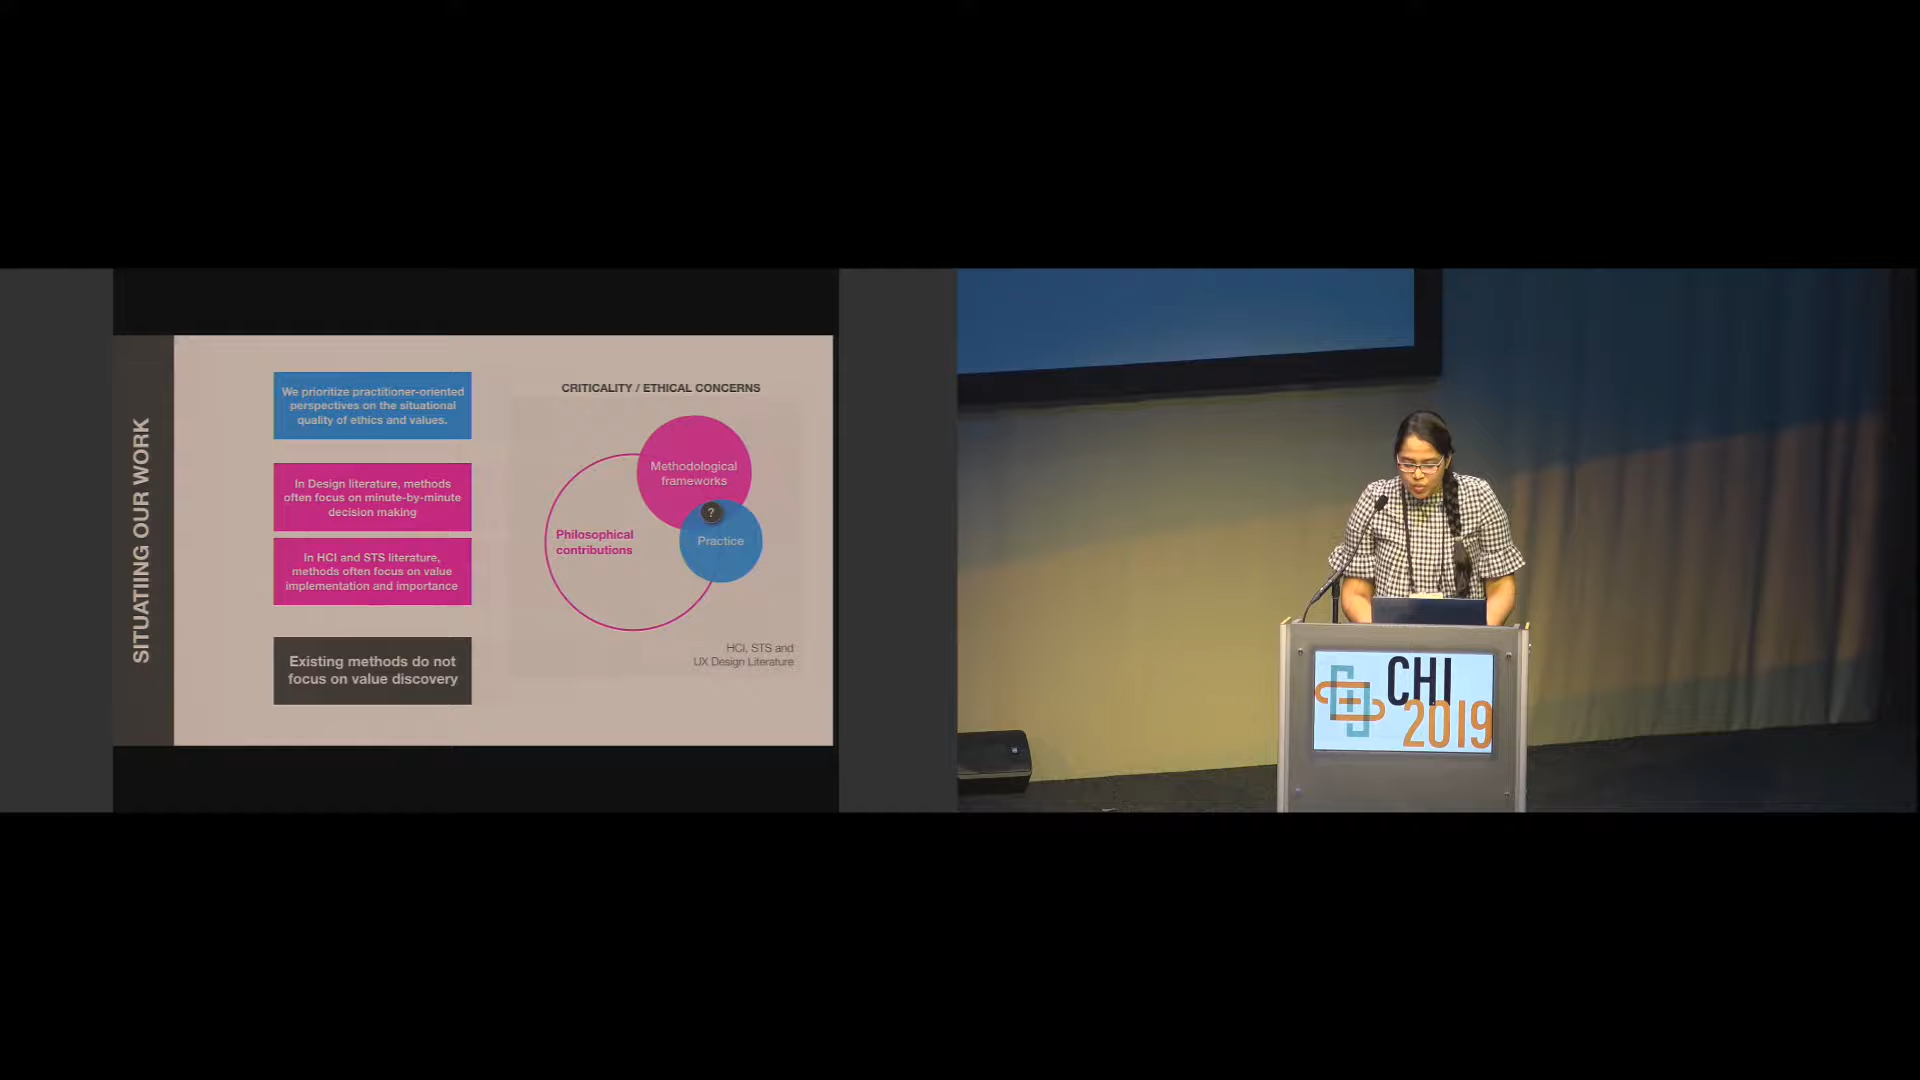 SITUATIING OUR WORK
We prioritize practitioner-oriented
perspectives on the situational
quality of ethics and values.
In Design literature, methods
often focus on minute-by-minute
decision making
In HCI and STS literature,
methods often focus on value
implementation and importance
Existing methods do not
focus on value discovery
CRITICALITY / ETHICAL CONCERNS
Methodological
frameworks
?
Philosophical
contributions
Practice
HCI, STS and
UX Design Literature
CHI
2019